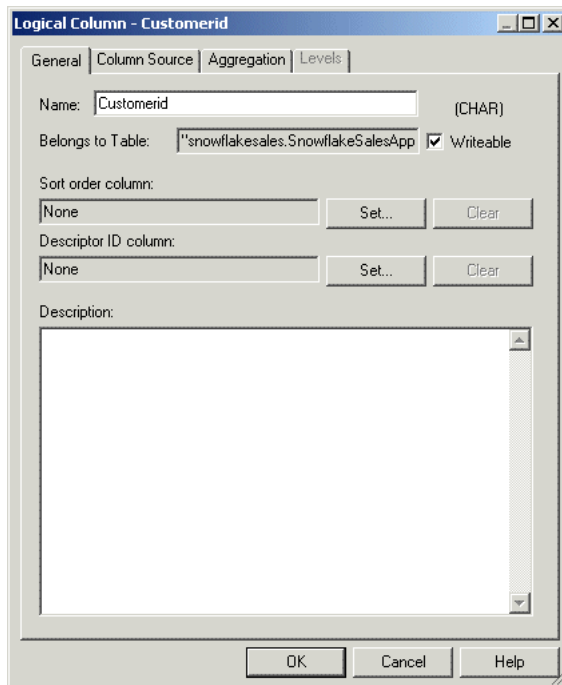 Logical Column - Customerid
General Column Source Aggregation Levels
Name: Customerid (CHAR)
Belongs to Table: "snowflakesales.SnowflakeSalesApp Writeable
Sort order column:
None Set... Clear
Descriptor ID column:
None Set... Clear
Description:
OK Cancel Help